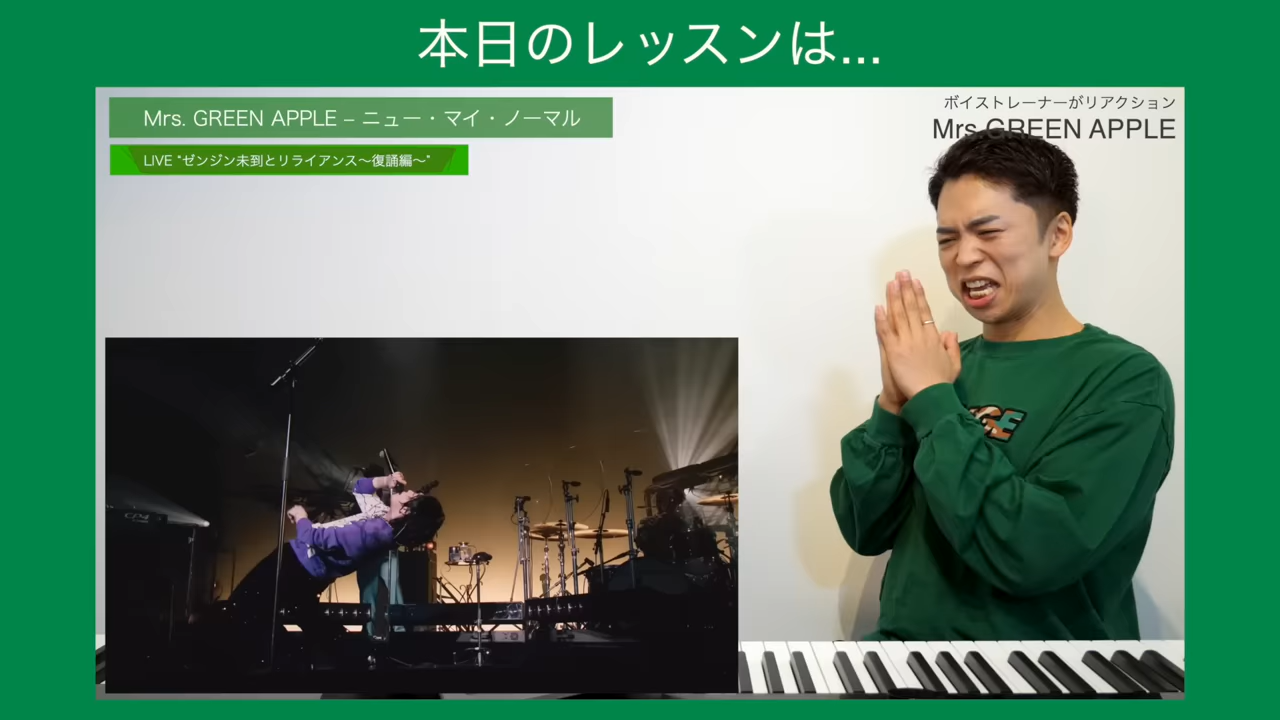 本日のレッスンは...
Mrs. GREEN APPLE – ニュー・マイ・ノーマル
LIVE “ゼンジン未到とリライアンス〜復誦編〜”
ボイストレーナーがリアクション
Mrs.GREEN APPLE